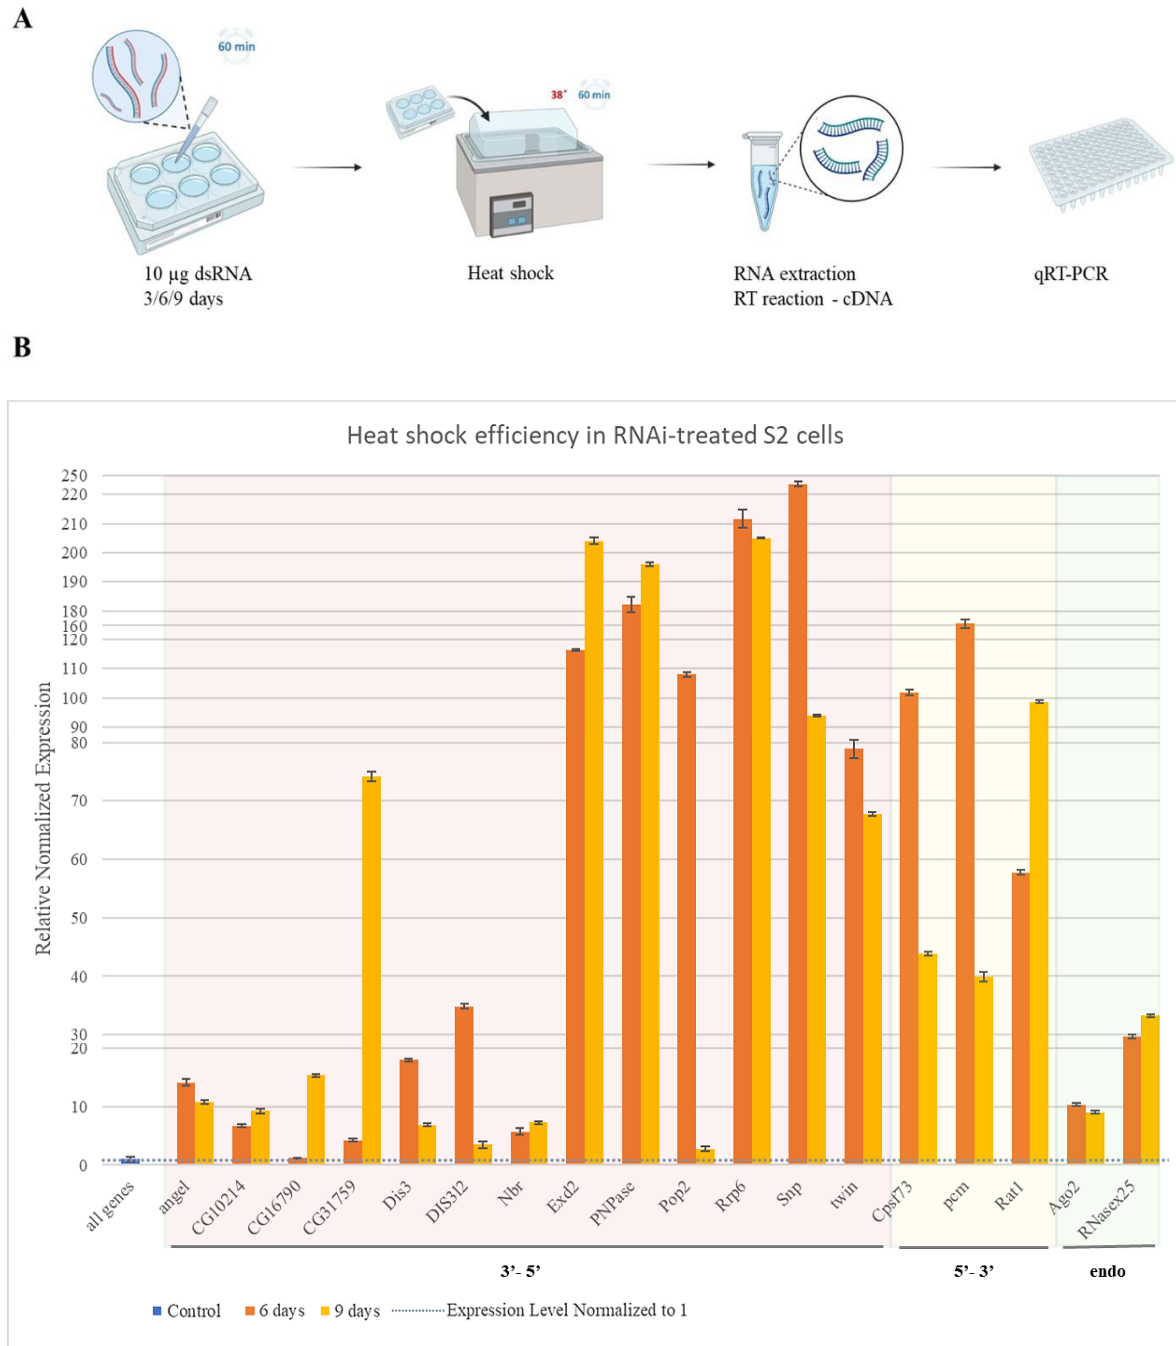 A
60 min
38° 60 min
10 µg dsRNA
3/6/9 days
Heat shock
RNA extraction
RT reaction - cDNA
qRT-PCR
B
Heat shock efficiency in RNAi-treated S2 cells
Relative Normalized Expression
250
220
210
200
190
180
160
120
110
100
90
80
70
60
50
40
30
20
10
0
all genes
angel
CG10214
CG16790
CG31759
Dis3
DIS3l2
Nbr
Exd2
PNPase
Pop2
Rrp6
Snp
twin
Cpsf73
pcm
Rat1
Ago2
RNasex25
3’- 5’
5’- 3’
endo
Control 6 days 9 days Expression Level Normalized to 1